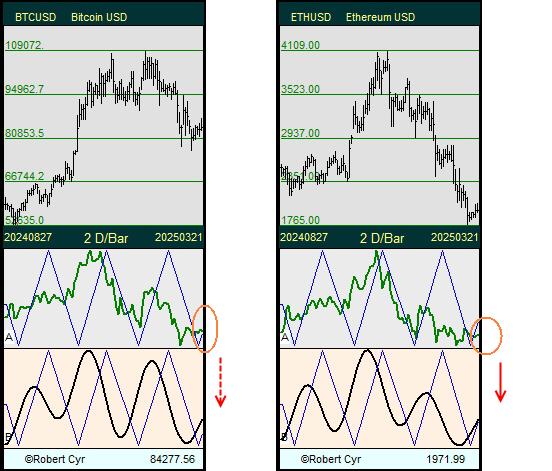 BTCUSD Bitcoin USD
109072.
94962.7
80853.5
66744.2
20240827 2 D/Bar 20250321
A
B
©Robert Cyr 84277.56
ETHUSD Ethereum USD
4109.00
3523.00
2937.00
1765.00
20240827 2 D/Bar 20250321
A
B
©Robert Cyr 1971.99